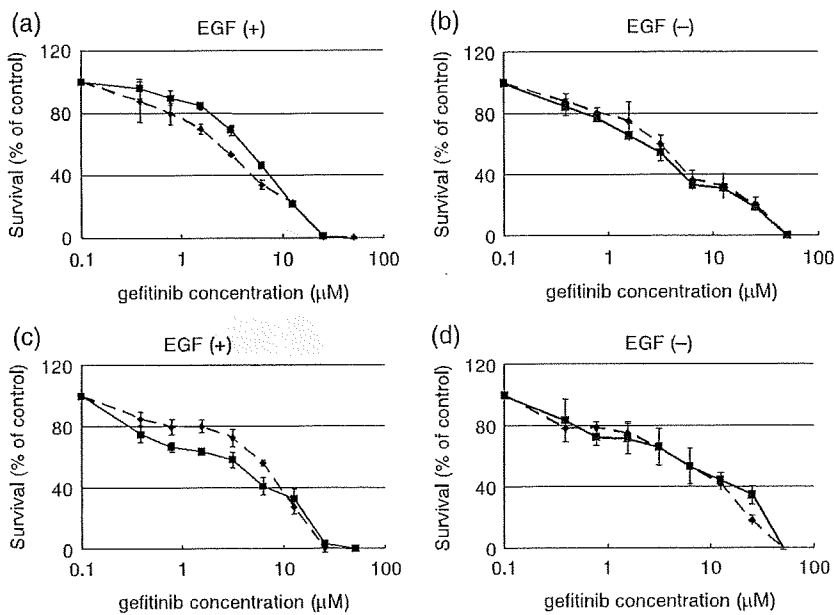 (a)
EGF (+)
120
80
40
0
Survival (% of control)
0.1 1 10 100
gefitinib concentration (μM)
(b)
EGF (–)
120
80
40
0
Survival (% of control)
0.1 1 10 100
gefitinib concentration (μM)
(c)
EGF (+)
120
80
40
0
Survival (% of control)
0.1 1 10 100
gefitinib concentration (μM)
(d)
EGF (–)
120
80
40
0
Survival (% of control)
0.1 1 10 100
gefitinib concentration (μM)